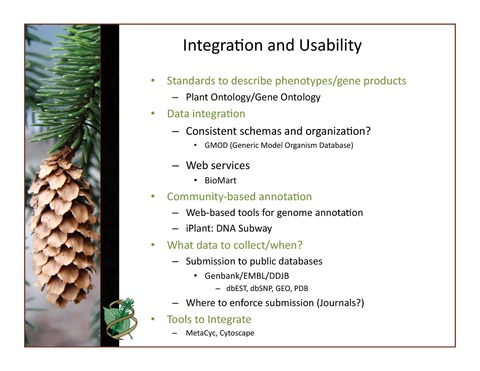 Integration and Usability
• Standards to describe phenotypes/gene products
– Plant Ontology/Gene Ontology
• Data integration
– Consistent schemas and organization?
• GMOD (Generic Model Organism Database)
– Web services
• BioMart
• Community-based annotation
– Web-based tools for genome annotation
– iPlant: DNA Subway
• What data to collect/when?
– Submission to public databases
• Genbank/EMBL/DDJB
– dbEST, dbSNP, GEO, PDB
– Where to enforce submission (Journals?)
• Tools to Integrate
– MetaCyc, Cytoscape